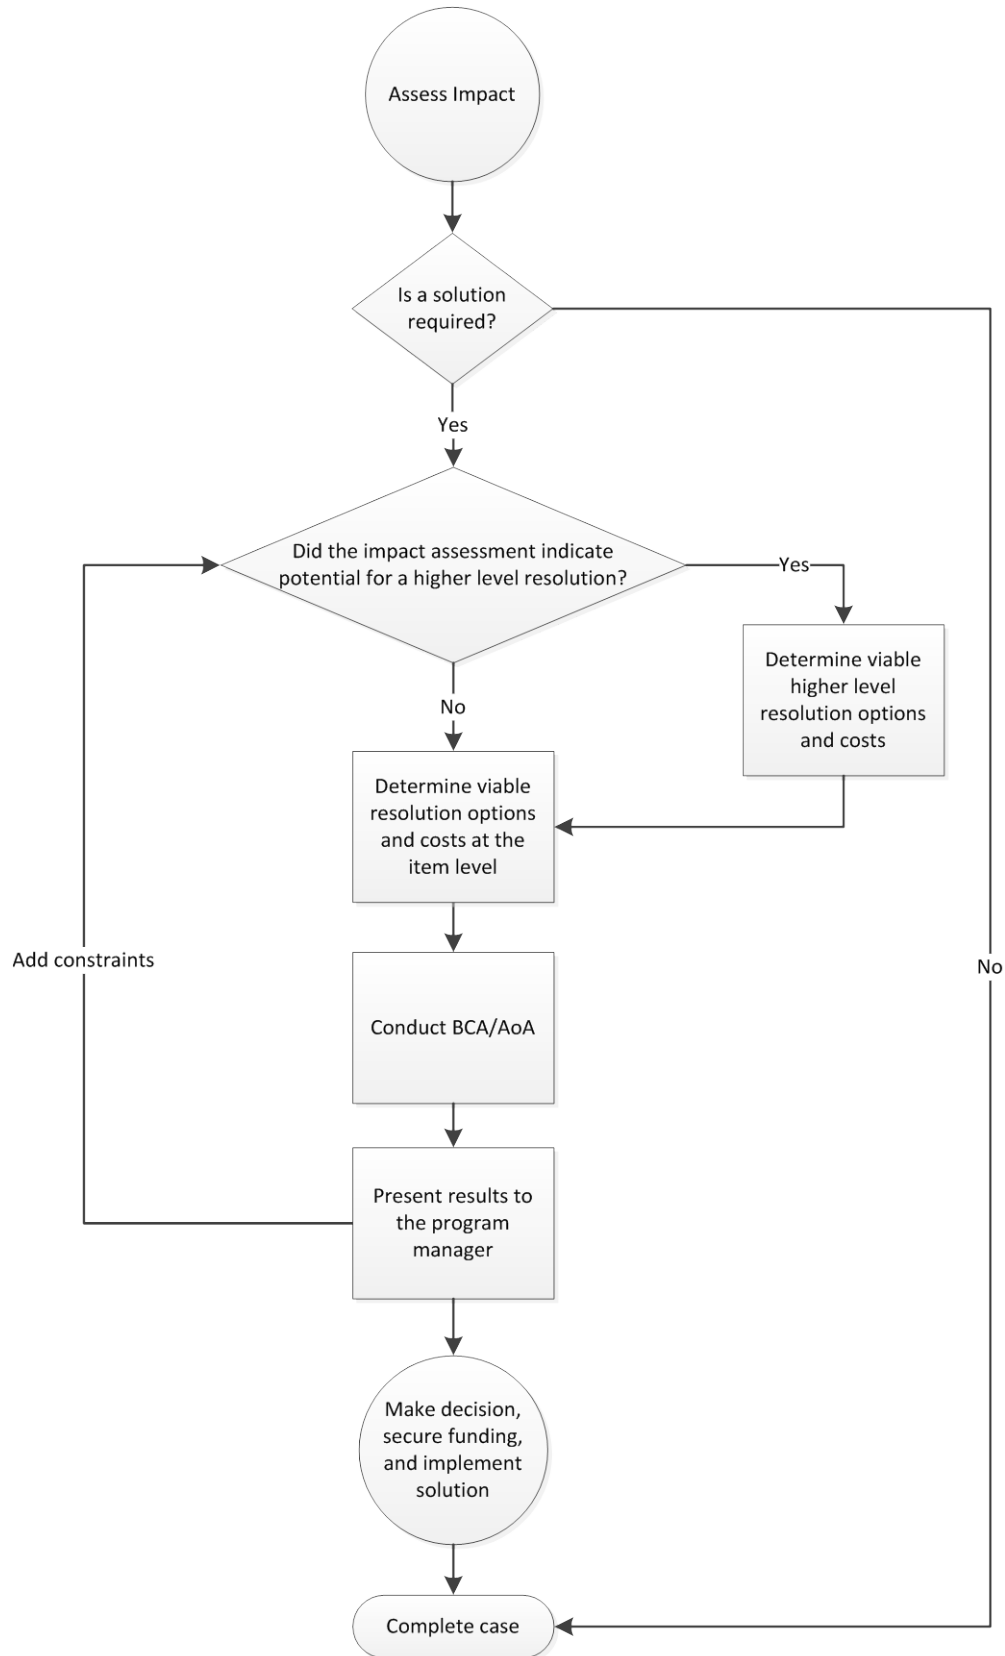 Assess Impact
Is a solution
required?
Yes
Did the impact assessment indicate
potential for a higher level resolution?
Yes
Determine viable
higher level
resolution options
and costs
No
Determine viable
resolution options
and costs at the
item level
Add constraints
No
Conduct BCA/AoA
Present results to
the program
manager
Make decision,
secure funding,
and implement
solution
Complete case